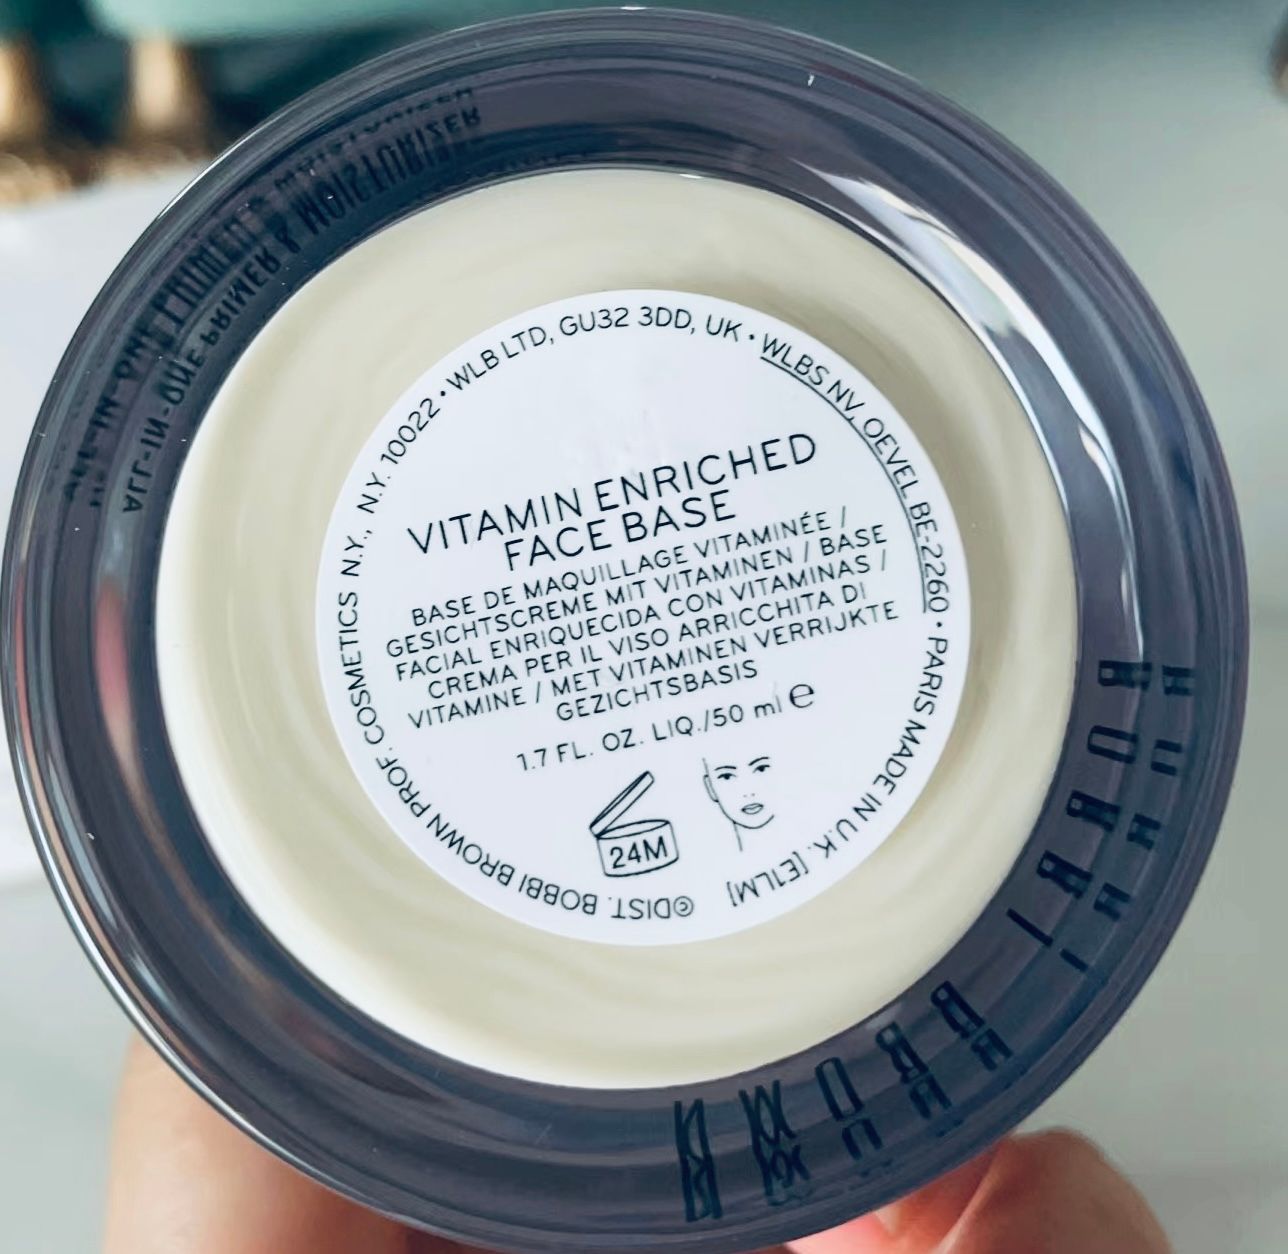 ©DIST. BOBBI BROWN PROF. COSMETICS N.Y., N.Y. 10022 • WLB LTD, GU32 3DD, UK • WLBS NV, OEVEL BE-2260 • PARIS MADE IN U.K. [E1LM]
VITAMIN ENRICHED
FACE BASE
BASE DE MAQUILLAGE VITAMINÉE /
GESICHTSCREME MIT VITAMINEN / BASE
FACIAL ENRIQUECIDA CON VITAMINAS /
CREMA PER IL VISO ARRICCHITA DI
VITAMINE / MET VITAMINEN VERRIJKTE
GEZICHTSBASIS
1.7 FL. OZ. LIQ./50 ml e
24M
ALL-IN-ONE PRIMER & MOISTURIZER
BOBBI BROWN